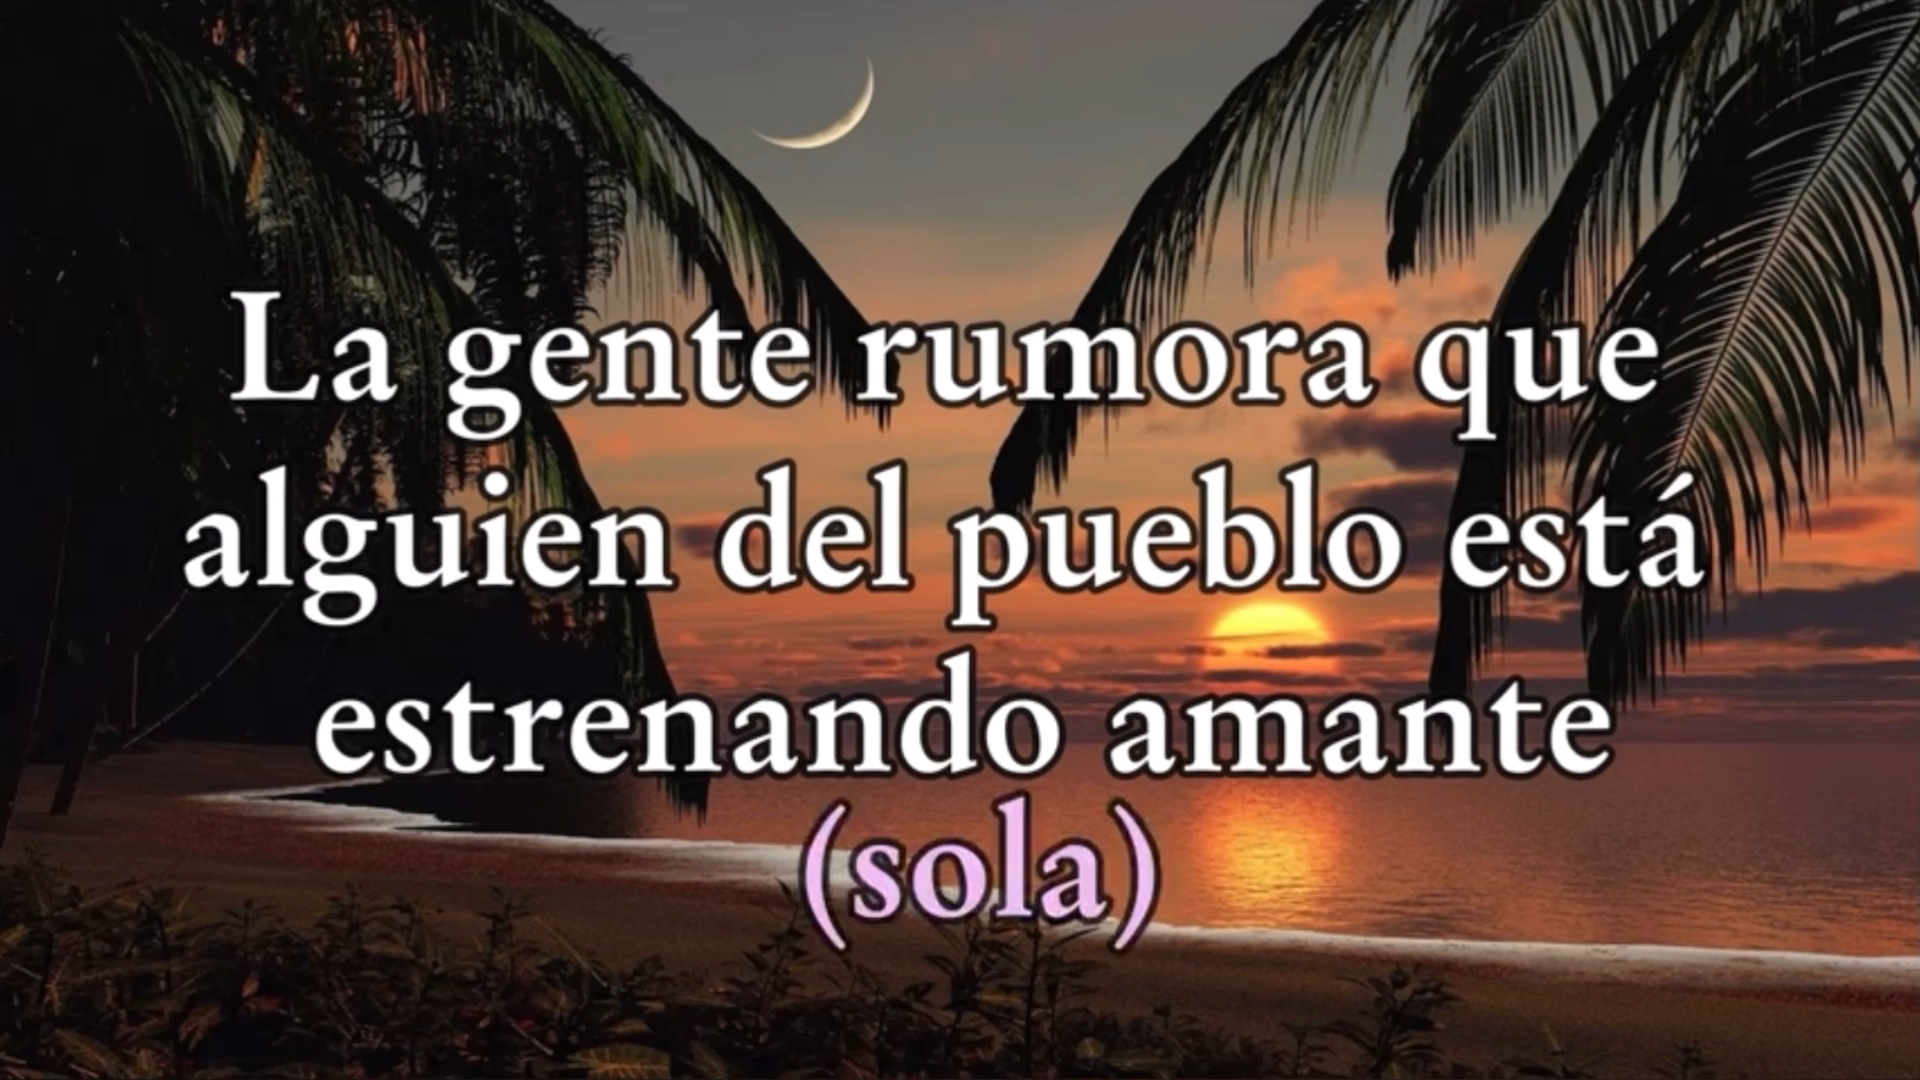 La gente rumora que
alguien del pueblo está
estrenando amante
(sola)